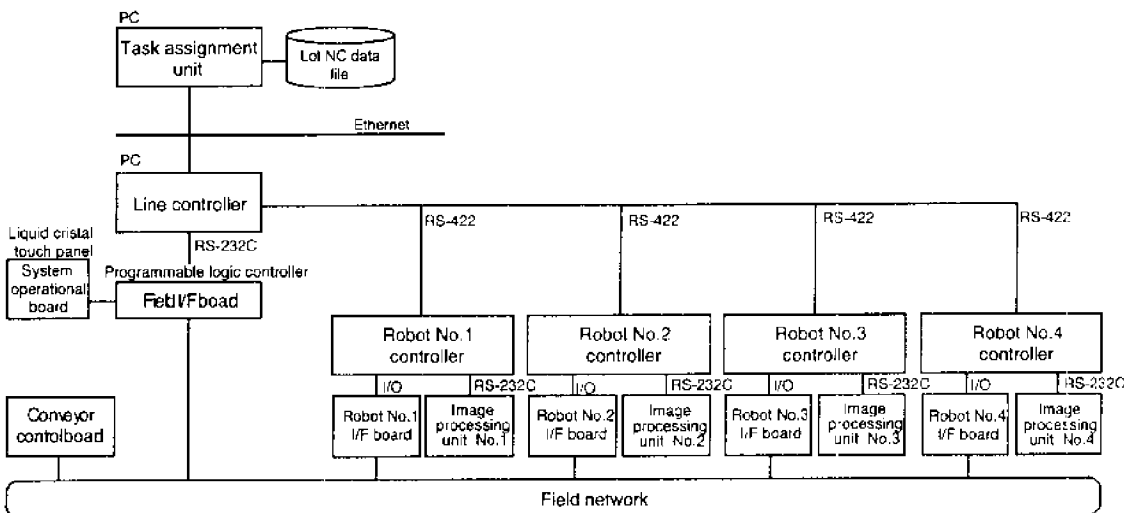 PC
Task assignment
unit
Lot NC data
file
Ethernet
PC
Line controller
RS-422
RS-422
RS-422
RS-422
RS-232C
Liquid cristal
touch panel
System
operational
board
Programmable logic controller
Field I/F boad
Robot No.1
controller
Robot No.2
controller
Robot No.3
controller
Robot No.4
controller
I/O
RS-232C
I/O
RS-232C
I/O
RS-232C
I/O
RS-232C
Conveyor
controlboad
Robot No.1
I/F board
Image
processing
unit No.1
Robot No.2
I/F board
Image
processing
unit No.2
Robot No.3
I/F board
Image
processing
unit No.3
Robot No.4
I/F board
Image
processing
unit No.4
Field network